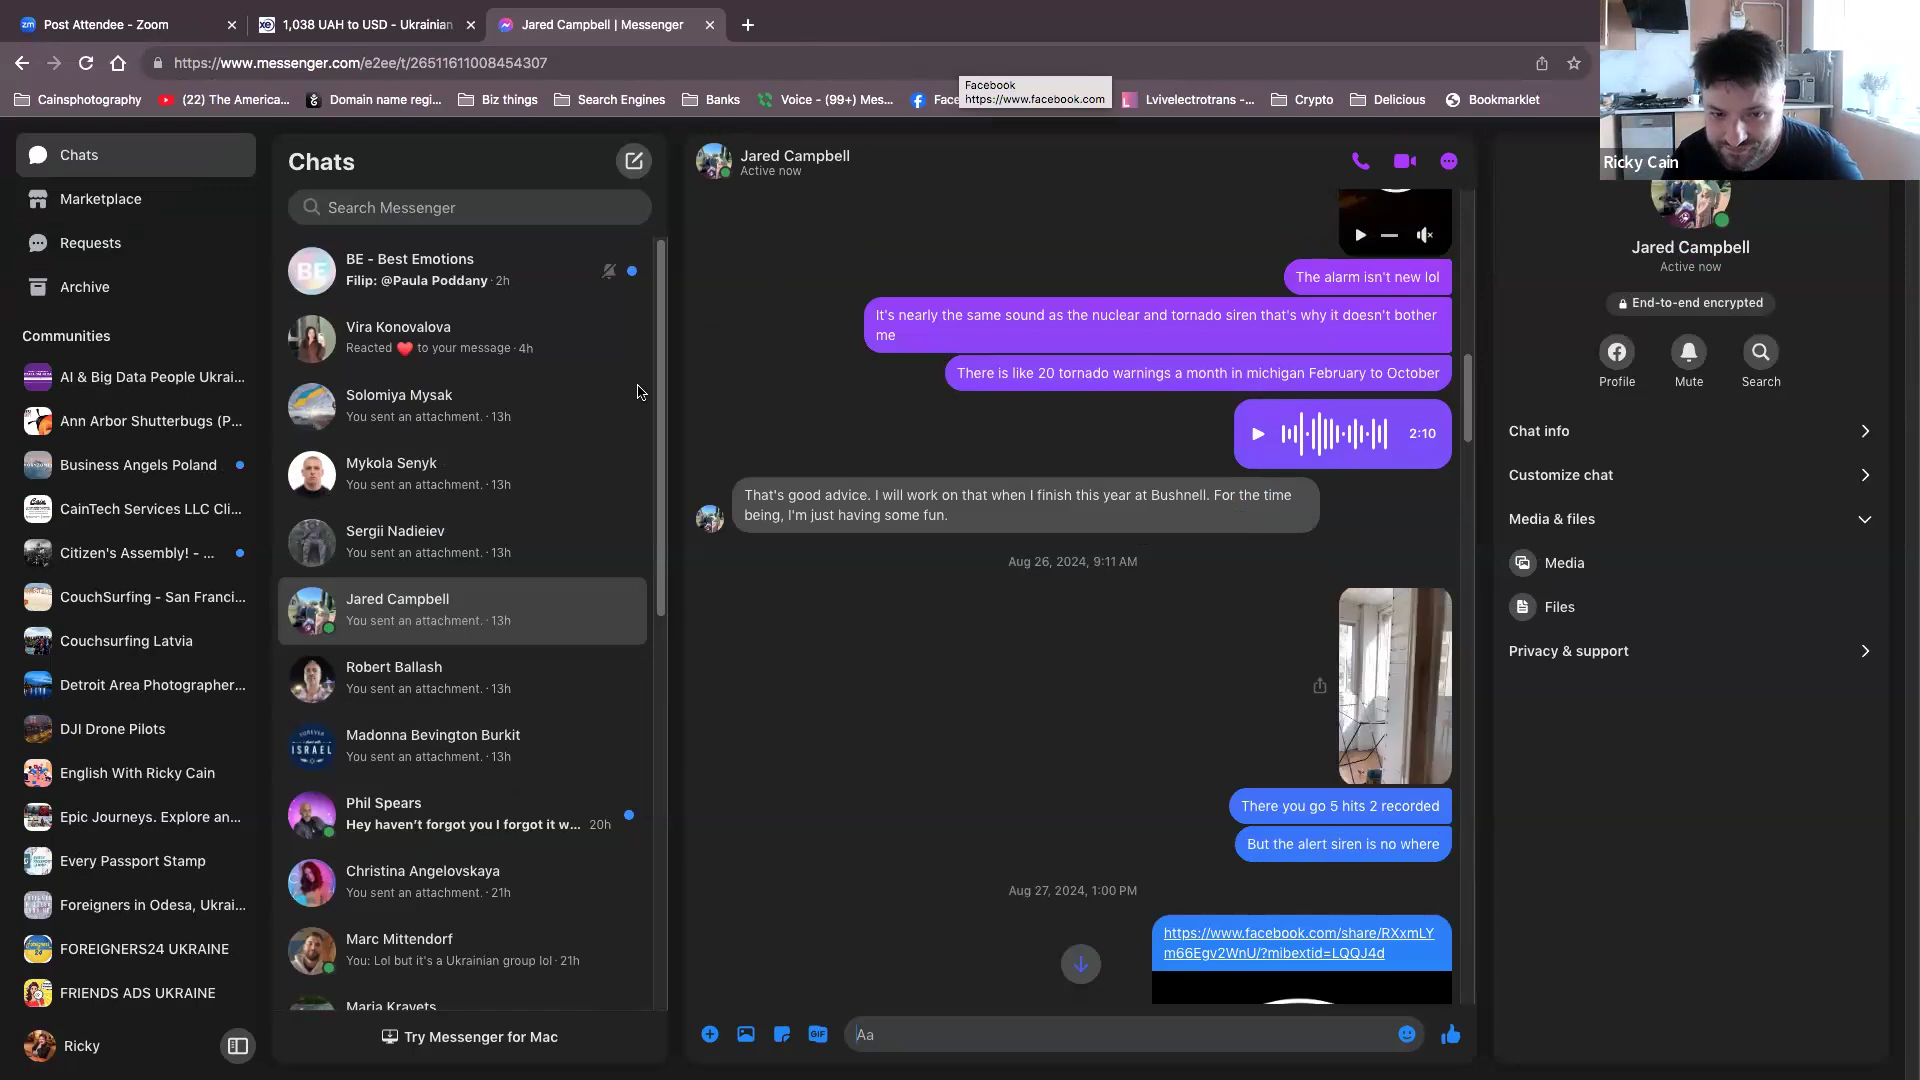 Post Attendee - Zoom
1,038 UAH to USD - Ukrainian
Jared Campbell | Messenger
https://www.messenger.com/e2ee/t/26511611008454307
Cainsphotography
(22) The America...
Domain name regi...
Biz things
Search Engines
Banks
Voice - (99+) Mes...
Face
Facebook
https://www.facebook.com
Lvivelectrotrans -...
Crypto
Delicious
Bookmarklet
Ricky Cain
Chats
Marketplace
Requests
Archive
Communities
AI & Big Data People Ukrai...
Ann Arbor Shutterbugs (P...
Business Angels Poland
CainTech Services LLC Cli...
Citizen's Assembly! - ...
CouchSurfing - San Franci...
Couchsurfing Latvia
Detroit Area Photographer...
DJI Drone Pilots
English With Ricky Cain
Epic Journeys. Explore an...
Every Passport Stamp
Foreigners in Odesa, Ukrai...
FOREIGNERS24 UKRAINE
FRIENDS ADS UKRAINE
Ricky
Chats
Search Messenger
BE
BE - Best Emotions
Filip: @Paula Poddany · 2h
Vira Konovalova
Reacted ❤️ to your message · 4h
Solomiya Mysak
You sent an attachment. · 13h
Mykola Senyk
You sent an attachment. · 13h
Sergii Nadieiev
You sent an attachment. · 13h
Jared Campbell
You sent an attachment. · 13h
Robert Ballash
You sent an attachment. · 13h
Madonna Bevington Burkit
You sent an attachment. · 13h
ISRAEL
Phil Spears
Hey haven't forgot you I forgot it w... 20h
Christina Angelovskaya
You sent an attachment. · 21h
Marc Mittendorf
You: Lol but it's a Ukrainian group lol · 21h
Maria Kravets
Try Messenger for Mac
Jared Campbell
Active now
The alarm isn't new lol
It's nearly the same sound as the nuclear and tornado siren that's why it doesn't bother
me
There is like 20 tornado warnings a month in michigan February to October
2:10
That's good advice. I will work on that when I finish this year at Bushnell. For the time
being, I'm just having some fun.
Aug 26, 2024, 9:11 AM
There you go 5 hits 2 recorded
But the alert siren is no where
Aug 27, 2024, 1:00 PM
https://www.facebook.com/share/RXxmLY
m66Egv2WnU/?mibextid=LQQJ4d
GIF
Aa
Jared Campbell
Active now
End-to-end encrypted
Profile
Mute
Search
Chat info
Customize chat
Media & files
Media
Files
Privacy & support